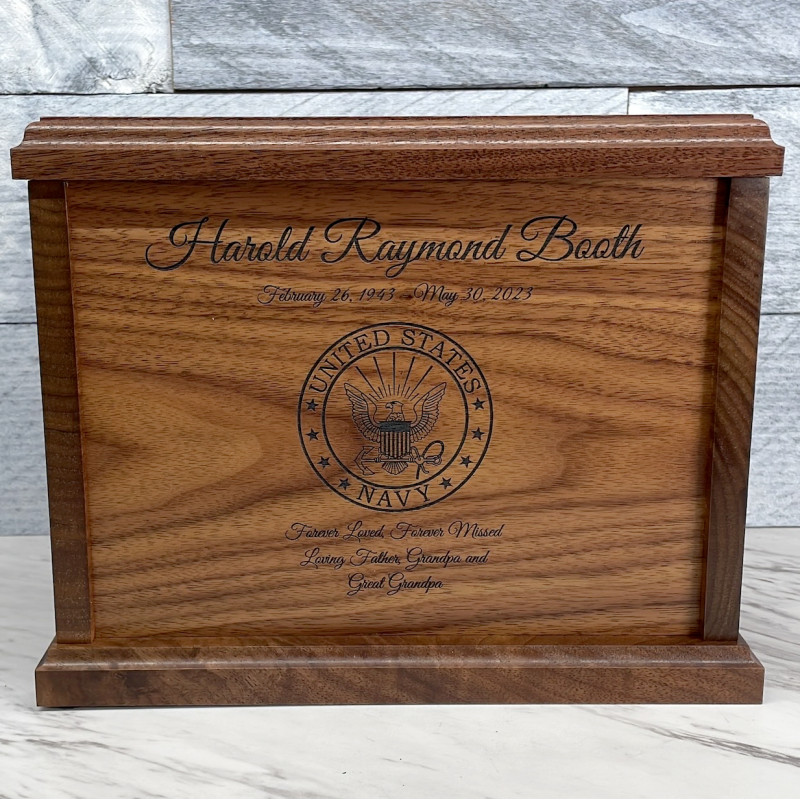 Harold Raymond Booth
February 26, 1943 - May 30, 2023
UNITED STATES
NAVY
Forever Loved, Forever Missed
Loving Father, Grandpa and
Great Grandpa